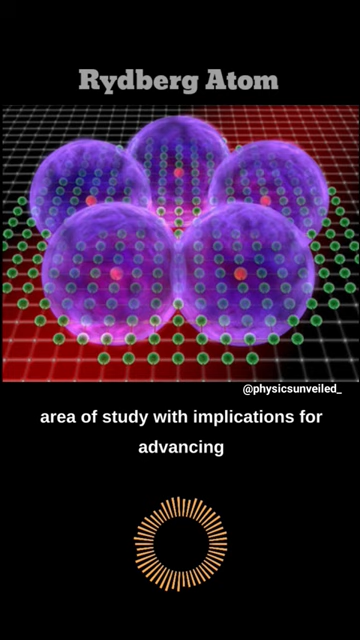 Rydberg Atom
@physicsunveiled_
area of study with implications for
advancing